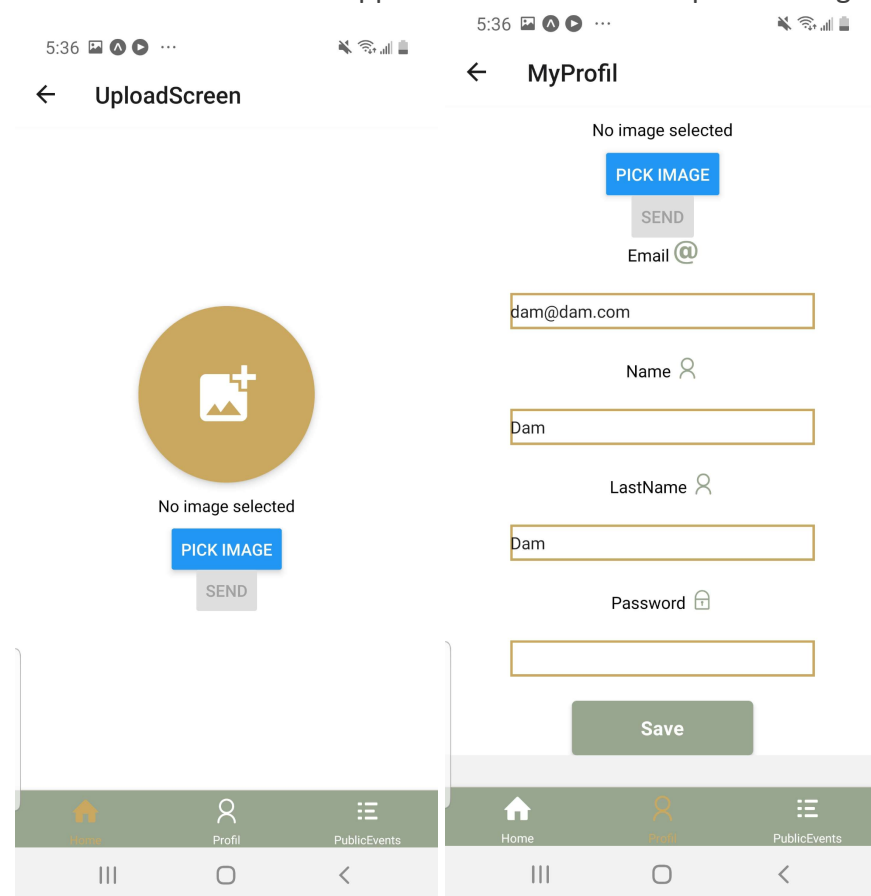 5:36
UploadScreen
No image selected
PICK IMAGE
SEND
Home
Profil
PublicEvents
5:36
MyProfil
No image selected
PICK IMAGE
SEND
Email @
dam@dam.com
Name
Dam
LastName
Dam
Password
Save
Home
Profil
PublicEvents